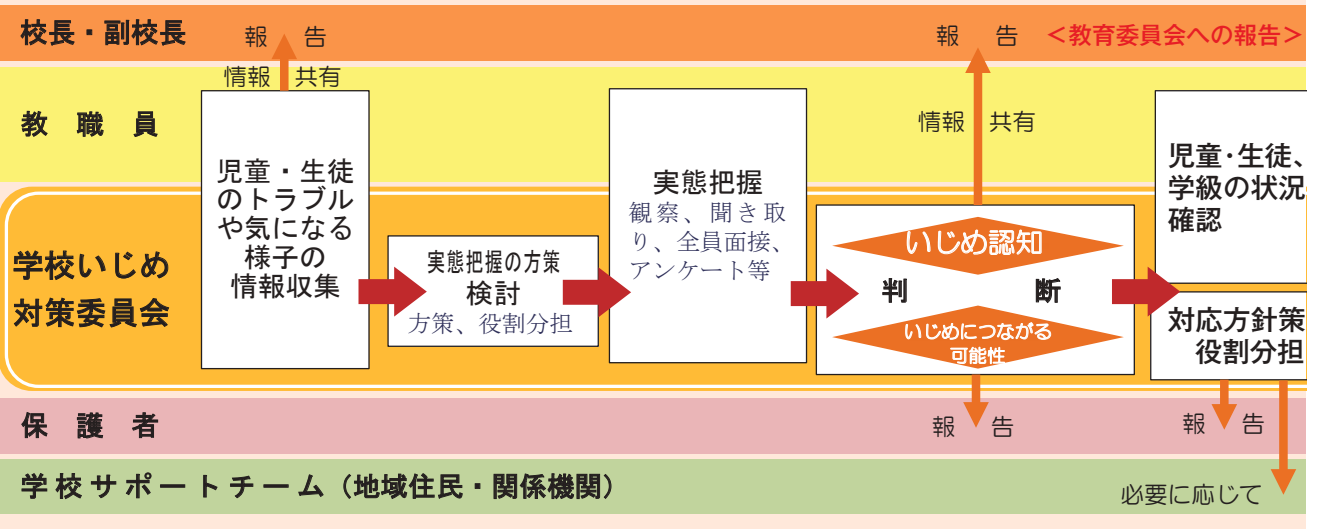 校長・副校長
報 告
報 告
＜教育委員会への報告＞
情報 共有
教 職 員
情報 共有
児童・生徒
のトラブル
や気になる
様子の
情報収集
実態把握
観察、聞き取
り、全員面接、
アンケート等
児童・生徒、
学級の状況
確認
学校いじめ
対策委員会
実態把握の方策
検討
方策、役割分担
いじめ認知
判 断
いじめにつながる
可能性
対応方針策
役割分担
保 護 者
報 告
報 告
学校サポートチーム（地域住民・関係機関）
必要に応じて